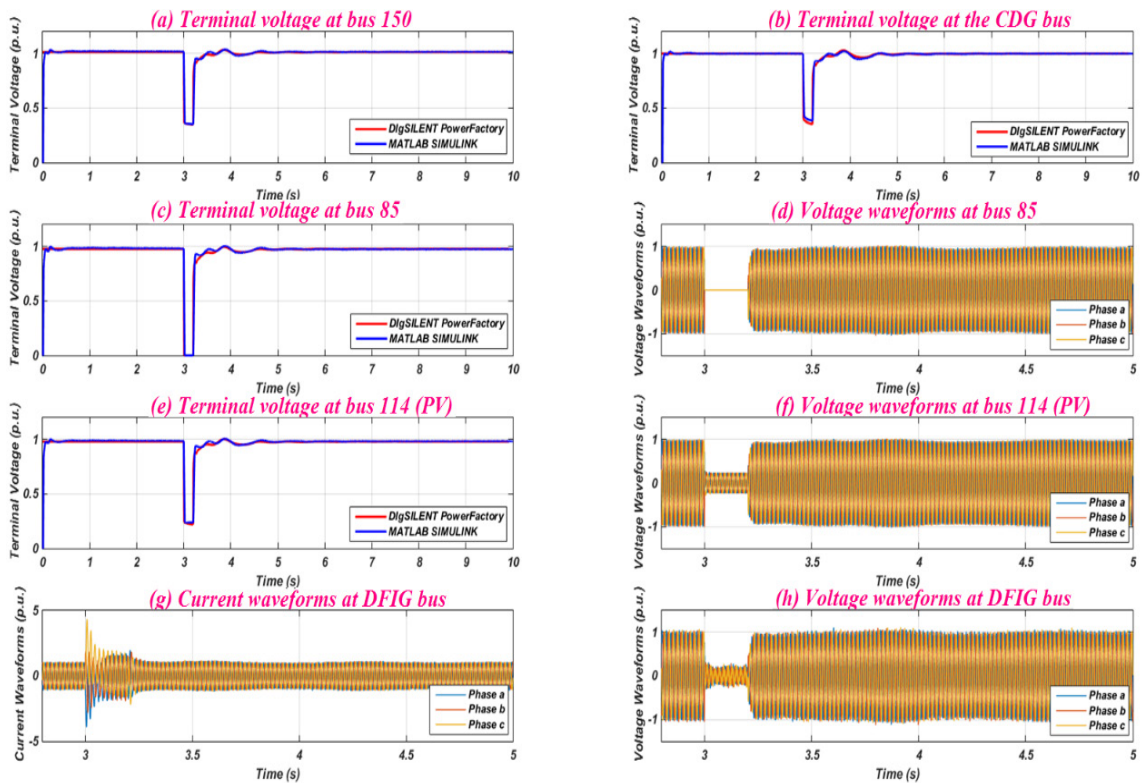 (a) Terminal voltage at bus 150
Terminal Voltage (p.u.)
1
0.5
0
DIgSILENT PowerFactory
MATLAB SIMULINK
0 1 2 3 4 5 6 7 8 9 10
Time (s)
(b) Terminal voltage at the CDG bus
Terminal Voltage (p.u.)
1
0.5
0
DIgSILENT PowerFactory
MATLAB SIMULINK
0 1 2 3 4 5 6 7 8 9 10
Time (s)
(c) Terminal voltage at bus 85
Terminal Voltage (p.u.)
1
0.5
0
DIgSILENT PowerFactory
MATLAB SIMULINK
0 1 2 3 4 5 6 7 8 9 10
Time (s)
(d) Voltage waveforms at bus 85
Voltage Waveforms (p.u.)
1
0
-1
Phase a
Phase b
Phase c
3 3.5 4 4.5 5
Time (s)
(e) Terminal voltage at bus 114 (PV)
Terminal Voltage (p.u.)
1
0.5
0
DIgSILENT PowerFactory
MATLAB SIMULINK
0 1 2 3 4 5 6 7 8 9 10
Time (s)
(f) Voltage waveforms at bus 114 (PV)
Voltage Waveforms (p.u.)
1
0
-1
Phase a
Phase b
Phase c
3 3.5 4 4.5 5
Time (s)
(g) Current waveforms at DFIG bus
Current Waveforms (p.u.)
5
0
-5
Phase a
Phase b
Phase c
3 3.5 4 4.5 5
Time (s)
(h) Voltage waveforms at DFIG bus
Voltage Waveforms (p.u.)
1
0
-1
Phase a
Phase b
Phase c
3 3.5 4 4.5 5
Time (s)